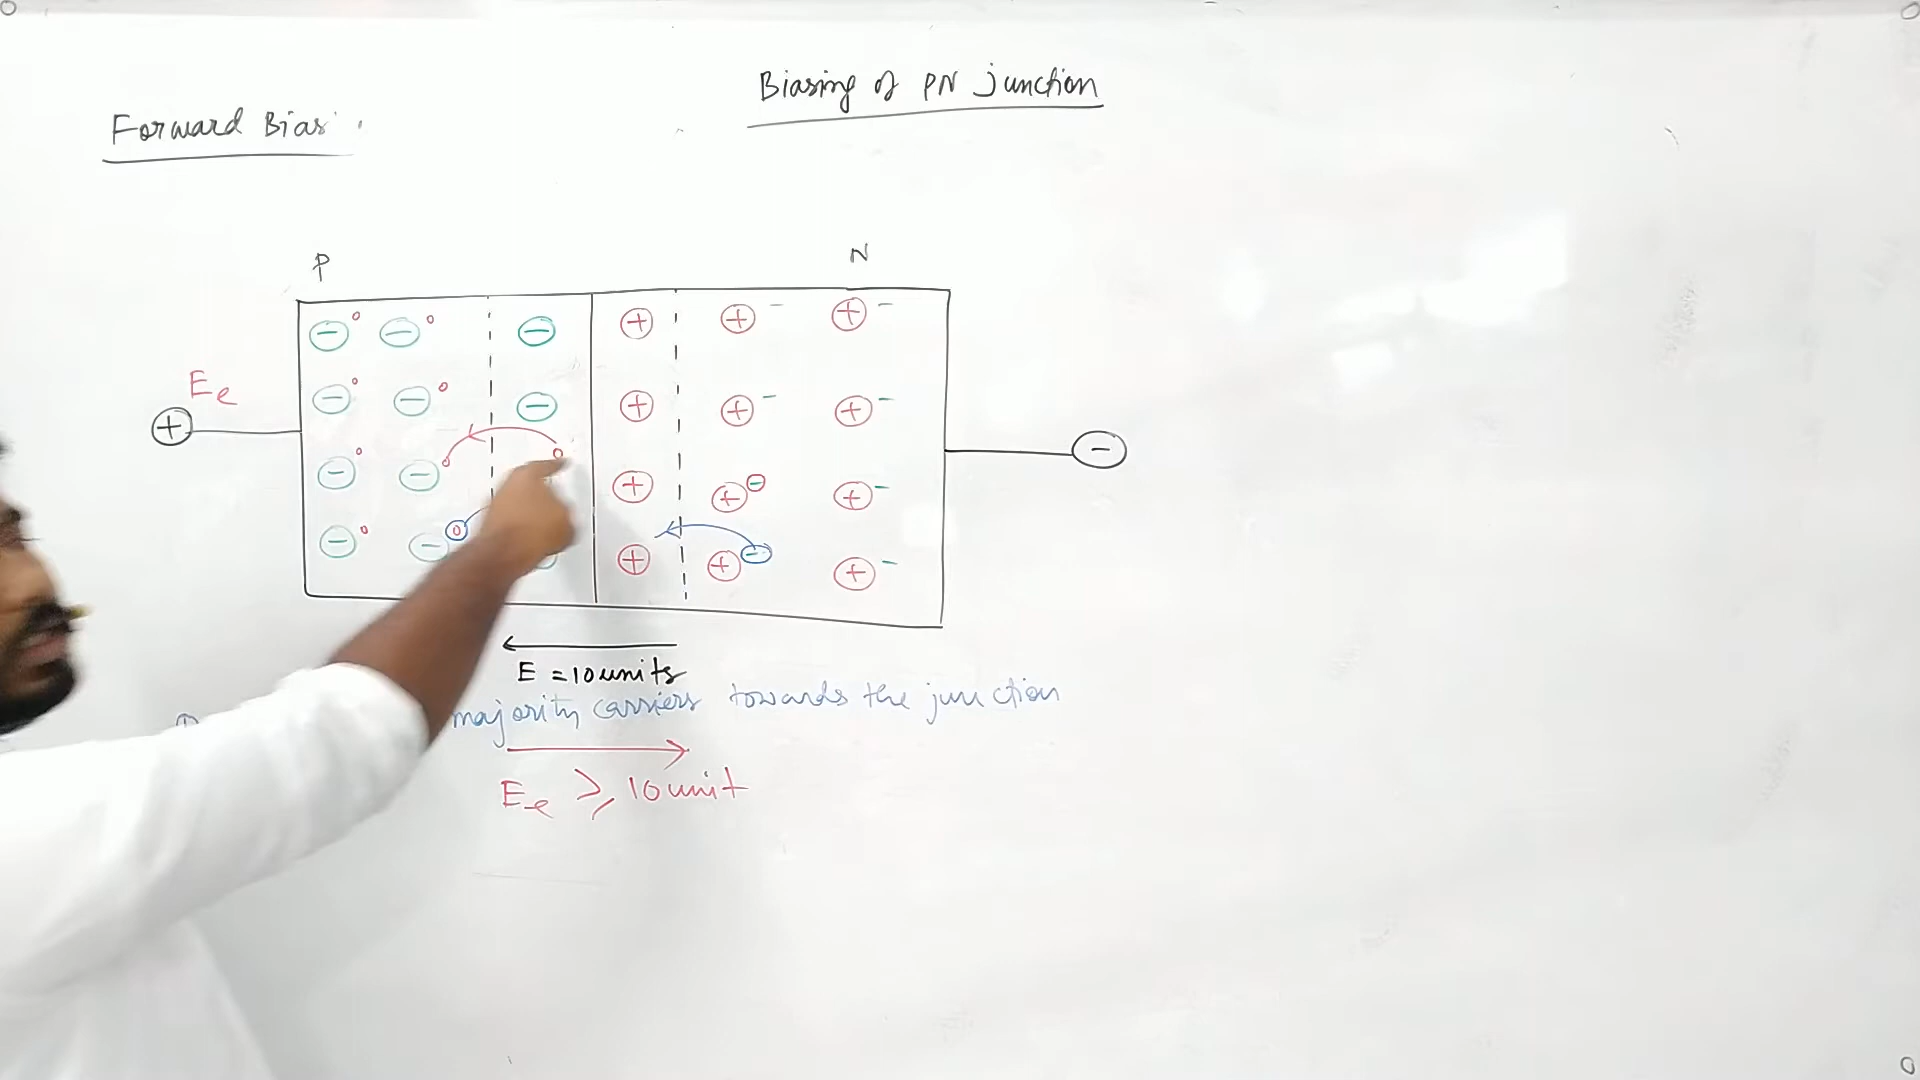 Biasing of PN junction
Forward Bias
P
N
Ee
+
-
E = 10 units
majority carriers towards the junction
Ee ⩾ 10 unit